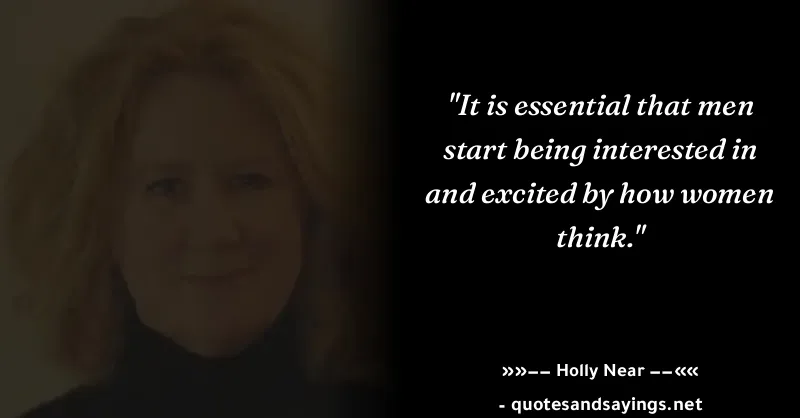 "It is essential that men
start being interested in
and excited by how women
think."
»»—— Holly Near ——««
- quotesandsayings.net